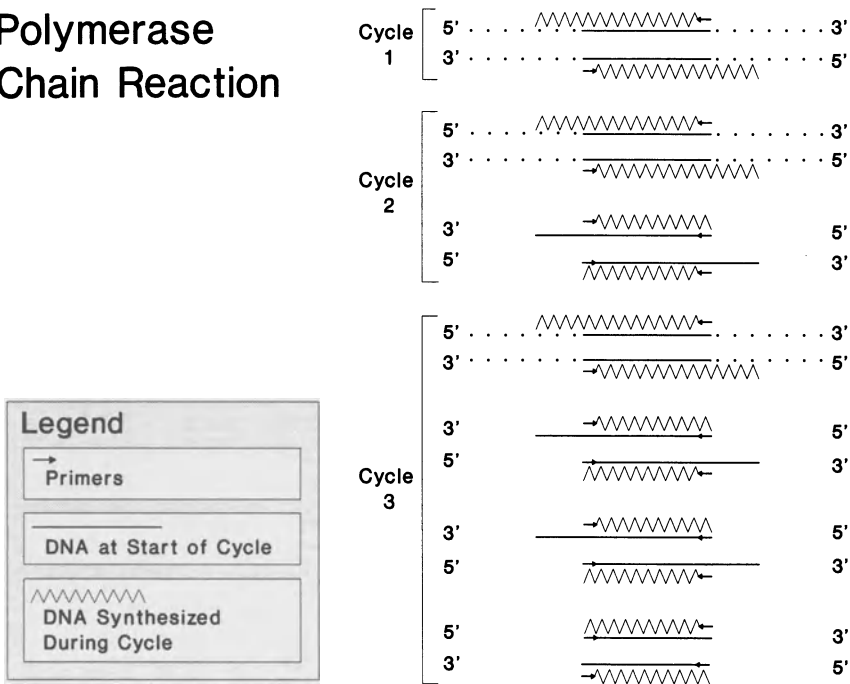 Polymerase
Chain Reaction
Cycle
1
5' 3'
3' 5'
Cycle
2
5' 3'
3' 5'
3' 5'
5' 3'
Cycle
3
5' 3'
3' 5'
3' 5'
5' 3'
3' 5'
5' 3'
5' 3'
3' 5'
Legend
Primers
DNA at Start of Cycle
DNA Synthesized
During Cycle